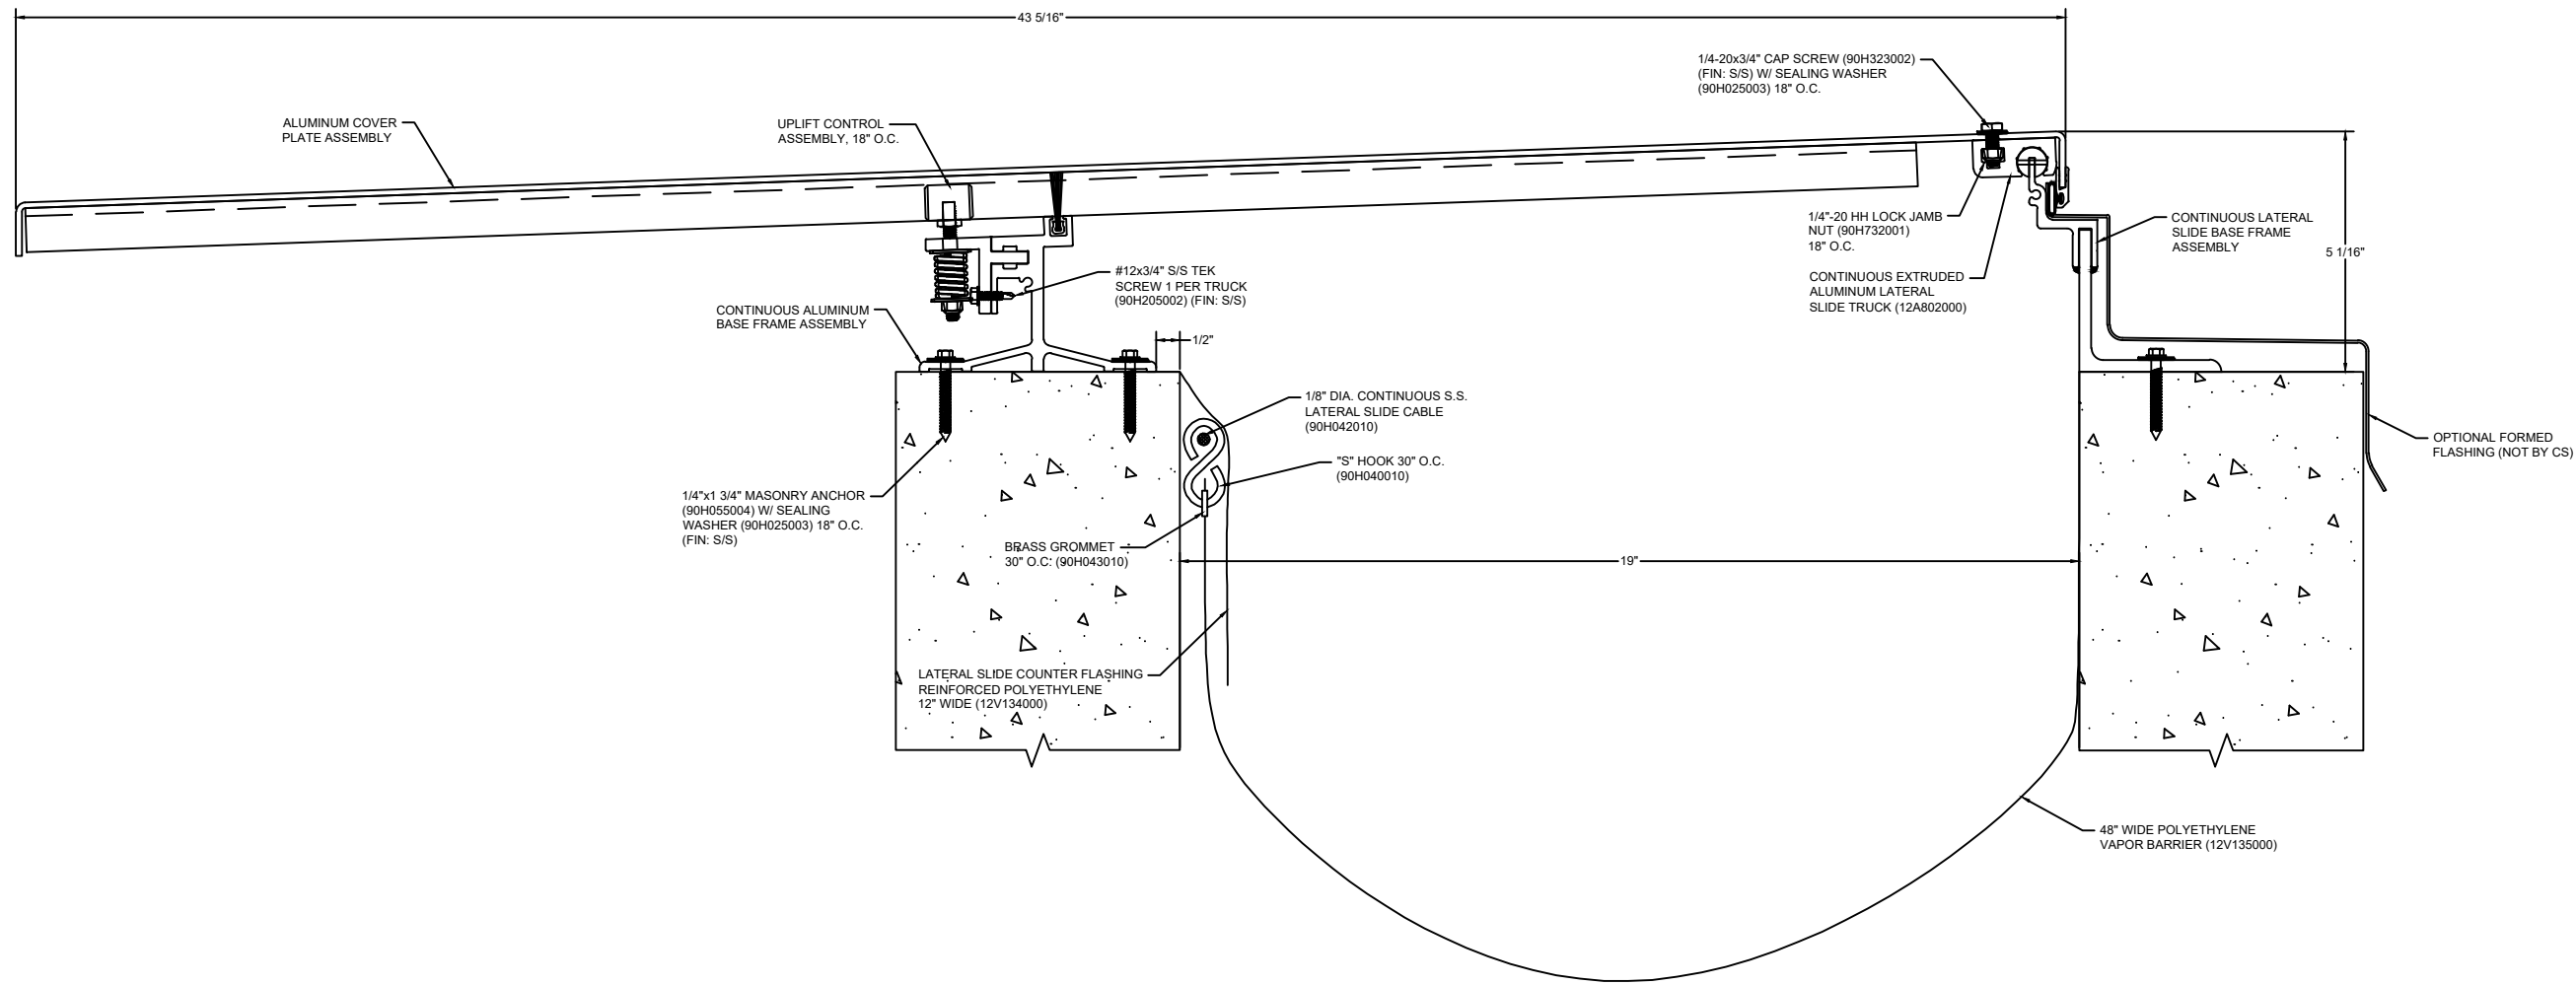 43 5/16"
1/4-20x3/4" CAP SCREW (90H323002)
(FIN: S/S) W/ SEALING WASHER
(90H025003) 18" O.C.
ALUMINUM COVER
PLATE ASSEMBLY
UPLIFT CONTROL
ASSEMBLY, 18" O.C.
1/4"-20 HH LOCK JAMB
NUT (90H732001)
18" O.C.
CONTINUOUS LATERAL
SLIDE BASE FRAME
ASSEMBLY
5 1/16"
#12x3/4" S/S TEK
SCREW 1 PER TRUCK
(90H205002) (FIN: S/S)
CONTINUOUS EXTRUDED
ALUMINUM LATERAL
SLIDE TRUCK (12A802000)
CONTINUOUS ALUMINUM
BASE FRAME ASSEMBLY
1/2"
1/8" DIA. CONTINUOUS S.S.
LATERAL SLIDE CABLE
(90H042010)
OPTIONAL FORMED
FLASHING (NOT BY CS)
"S" HOOK 30" O.C.
(90H040010)
1/4"x1 3/4" MASONRY ANCHOR
(90H055004) W/ SEALING
WASHER (90H025003) 18" O.C.
(FIN: S/S)
BRASS GROMMET
30" O.C. (90H043010)
19"
LATERAL SLIDE COUNTER FLASHING
REINFORCED POLYETHYLENE
12" WIDE (12V134000)
48" WIDE POLYETHYLENE
VAPOR BARRIER (12V135000)